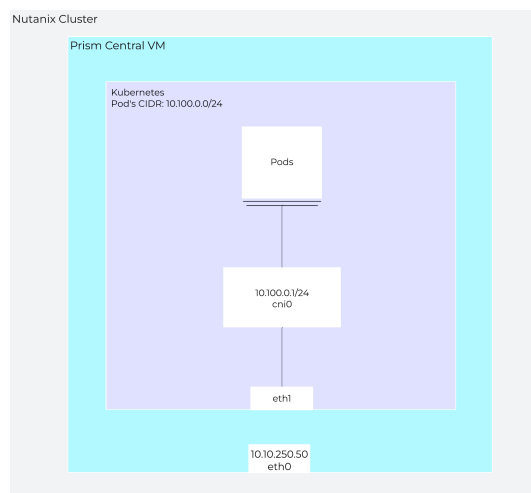 Nutanix Cluster
Prism Central VM
Kubernetes
Pod's CIDR: 10.100.0.0/24
Pods
10.100.0.1/24
cni0
eth1
10.10.250.50
eth0